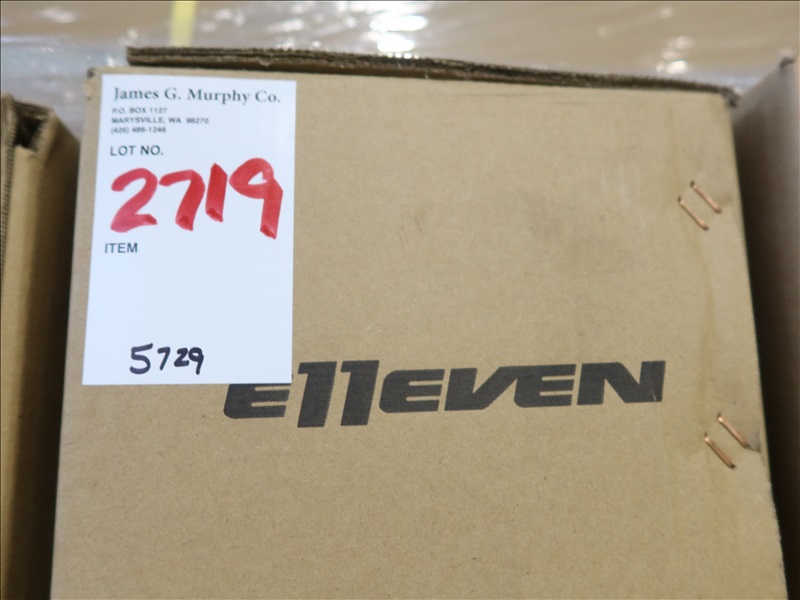 James G. Murphy Co.
P.O. BOX 1127
MARYSVILLE, WA 98270
(425) 486-1246
LOT NO.
2719
ITEM
5729
E11EVEN